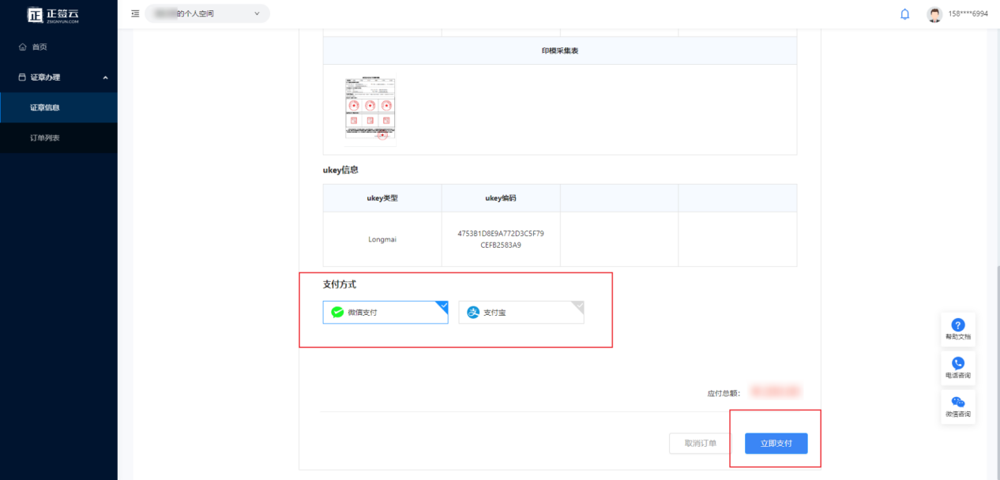 正签云
ZSIGNYUN.COM
的个人空间
158****6994
首页
证章办理
证章信息
订单列表
印模采集表
ukey信息
ukey类型
ukey编码
Longmai
4753B1D8E9A772D3C5F79
CEFB2583A9
支付方式
微信支付
支付宝
应付总额：
取消订单
立即支付
帮助文档
电话咨询
微信咨询